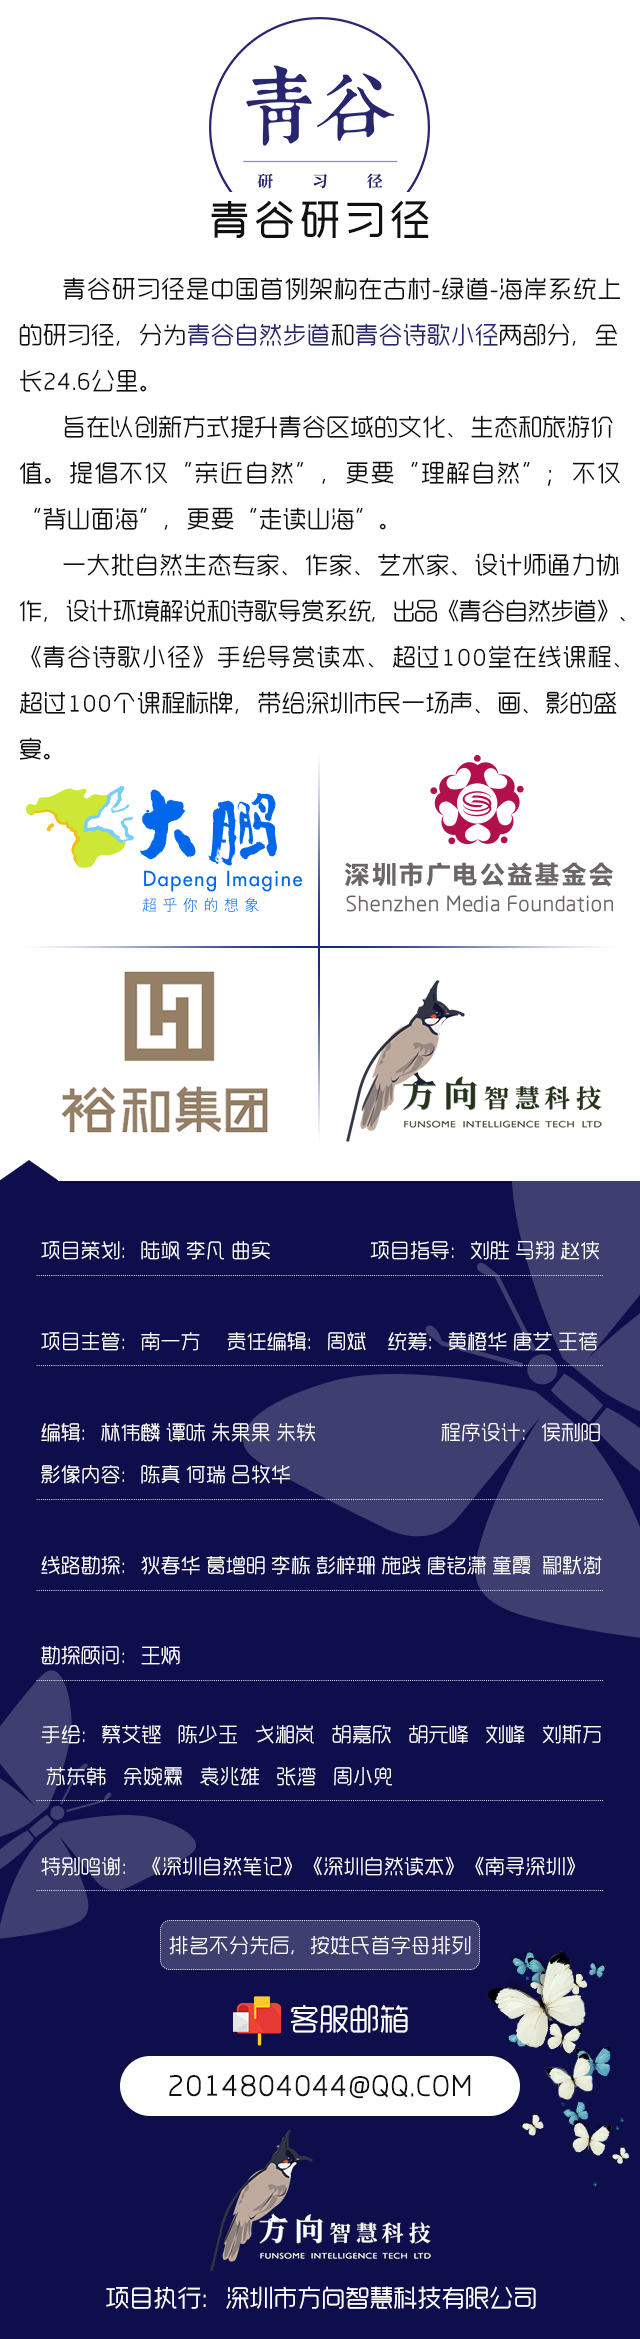 青谷
研 习 径
青谷研习径
青谷研习径是中国首例架构在古村-绿道-海岸系统上
的研习径，分为青谷自然步道和青谷诗歌小径两部分，全
长24.6公里。
旨在以创新方式提升青谷区域的文化、生态和旅游价
值。提倡不仅“亲近自然”，更要“理解自然”；不仅
“背山面海”，更要“走读山海”。
一大批自然生态专家、作家、艺术家、设计师通力协
作，设计环境解说和诗歌导赏系统，出品《青谷自然步道》、
《青谷诗歌小径》手绘导赏读本、超过100堂在线课程、
超过100个课程标牌，带给深圳市民一场声、画、影的盛
宴。
大鹏
Dapeng Imagine
超乎你的想象
深圳市广电公益基金会
Shenzhen Media Foundation
裕和集团
方向智慧科技
FUNSOME INTELLIGENCE TECH LTD
项目策划：陆飒 李凡 曲实 项目指导：刘胜 马翔 赵侠
项目主管：南一方 责任编辑：周斌 统筹：黄橙华 唐艺 王蓓
编辑：林伟麟 谭味 朱果果 朱轶 程序设计：侯利阳
影像内容：陈真 何瑞 吕牧华
线路勘探：狄春华 葛增明 李栋 彭梓珊 施践 唐铭潇 童霞 鄢默澍
勘探顾问：王炳
手绘：蔡艾铿 陈少玉 戈湘岚 胡嘉欣 胡元峰 刘峰 刘斯万
苏东韩 余婉霖 袁兆雄 张湾 周小兜
特别鸣谢：《深圳自然笔记》《深圳自然读本》《南寻深圳》
排名不分先后，按姓氏首字母排列
客服邮箱
2014804044@QQ.COM
方向智慧科技
FUNSOME INTELLIGENCE TECH LTD
项目执行：深圳市方向智慧科技有限公司